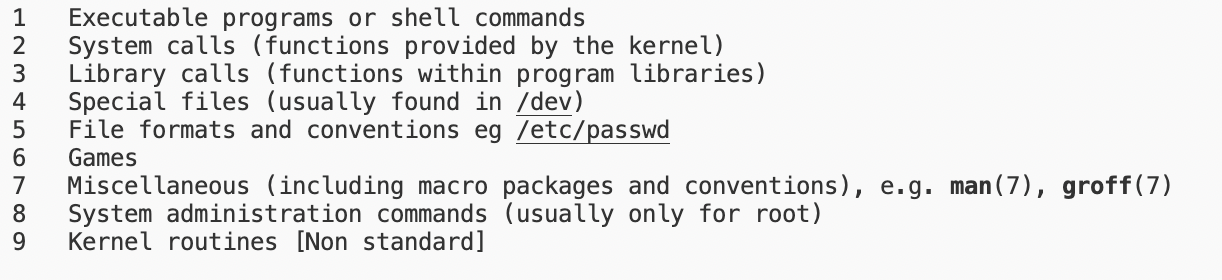 1   Executable programs or shell commands
2   System calls (functions provided by the kernel)
3   Library calls (functions within program libraries)
4   Special files (usually found in /dev)
5   File formats and conventions eg /etc/passwd
6   Games
7   Miscellaneous (including macro packages and conventions), e.g. man(7), groff(7)
8   System administration commands (usually only for root)
9   Kernel routines [Non standard]